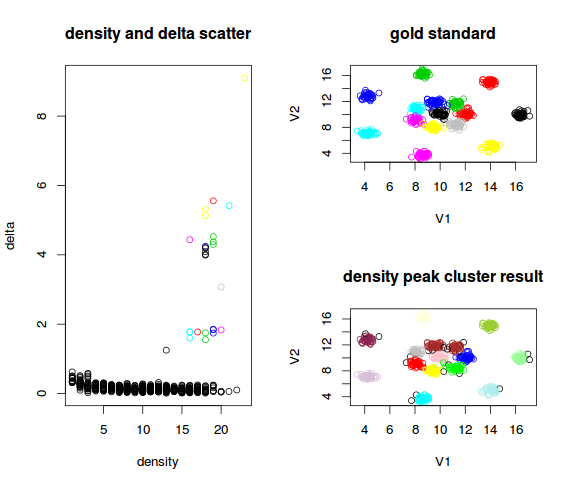 density and delta scatter
delta
0 2 4 6 8
5 10 15 20
density
gold standard
V2
4 8 12 16
4 6 8 10 12 14 16
V1
density peak cluster result
V2
4 8 12 16
4 6 8 10 12 14 16
V1